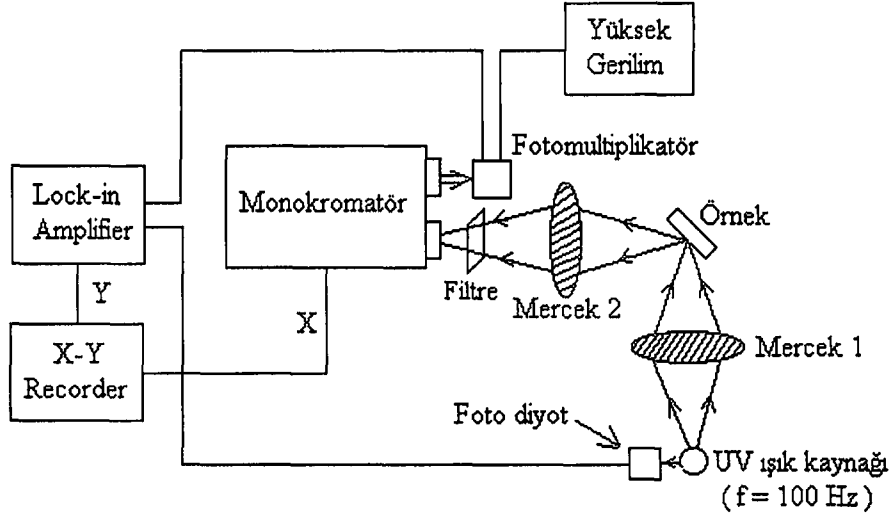 Yüksek
Gerilim
Fotomultiplikatör
Lock-in
Amplifier
Monokromatör
Örnek
Filtre
Mercek 2
Y
X
X-Y
Recorder
Mercek 1
Foto diyot
UV ışık kaynağı
(f = 100 Hz)